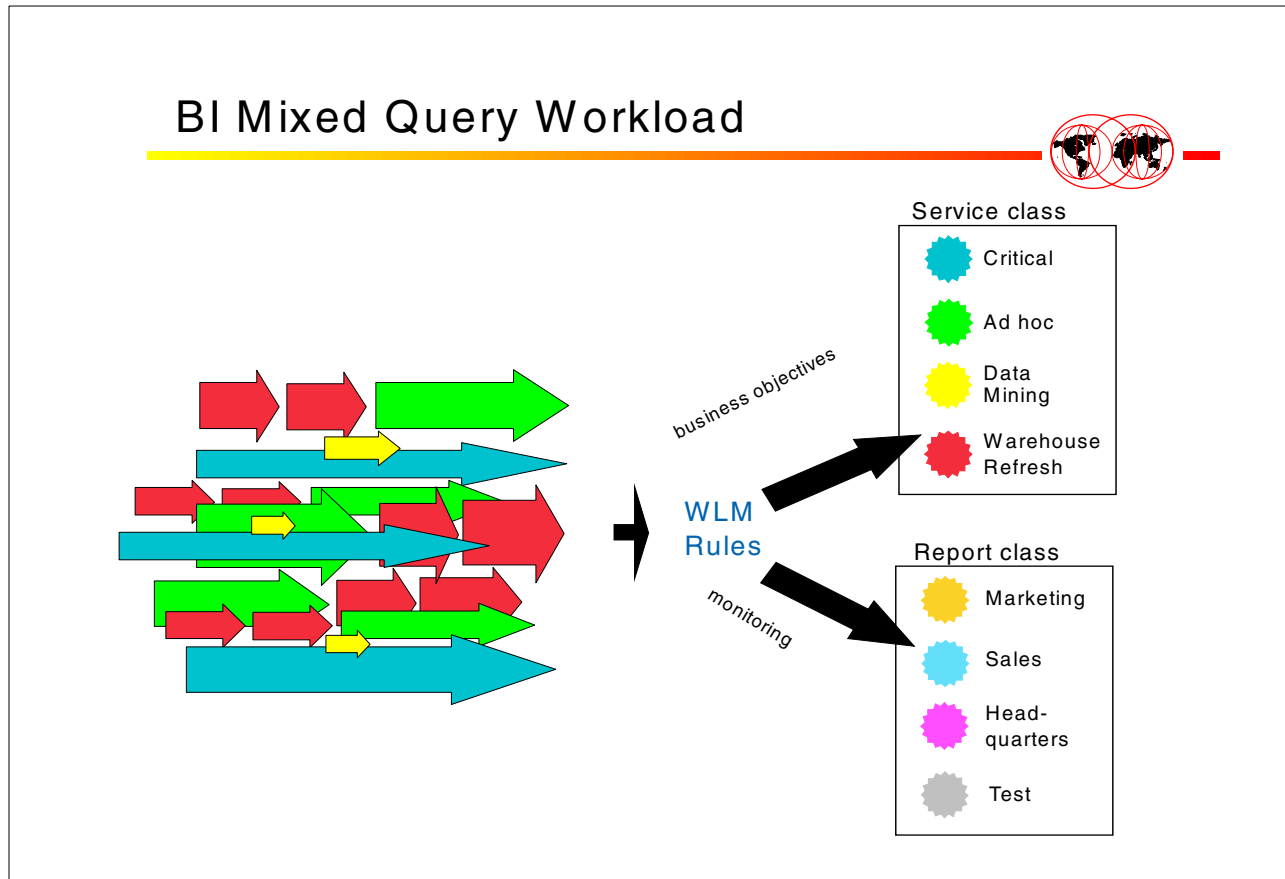 BI Mixed Query Workload
Service class
Critical
Ad hoc
Data
Mining
Warehouse
Refresh
business objectives
WLM
Rules
monitoring
Report class
Marketing
Sales
Head-
quarters
Test